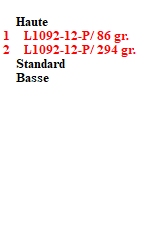 Haute
1 L1092-12-P/ 86 gr.
2 L1092-12-P/ 294 gr.
Standard
Basse